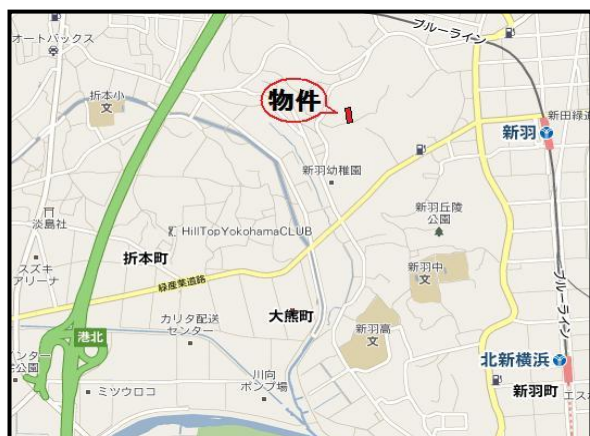 オートバックス
ブルーライン
折本小
文
物件
新田緑道
新羽
新羽幼稚園
新羽丘陵
公園
淡島社
HillTopYokohamaCLUB
折本町
スズキ
アリーナ
緑産業道路
新羽中
文
大熊町
カリタ配送
センター
新羽高
文
ブルーライン
港北
北新横浜
川向
ポンプ場
ミツウロコ
新羽町